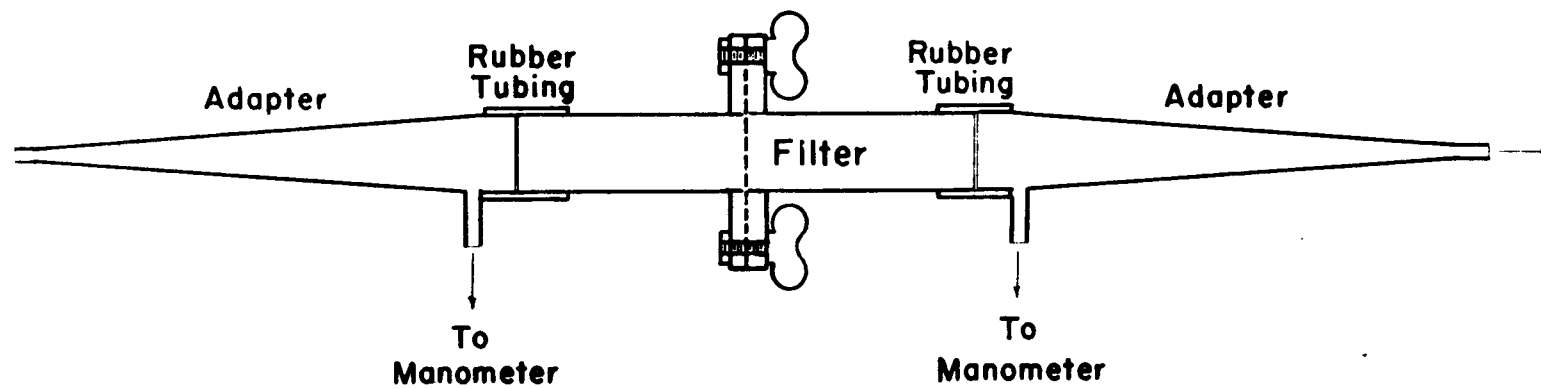 Rubber
Tubing
Adapter
Filter
Rubber
Tubing
Adapter
To
Manometer
To
Manometer